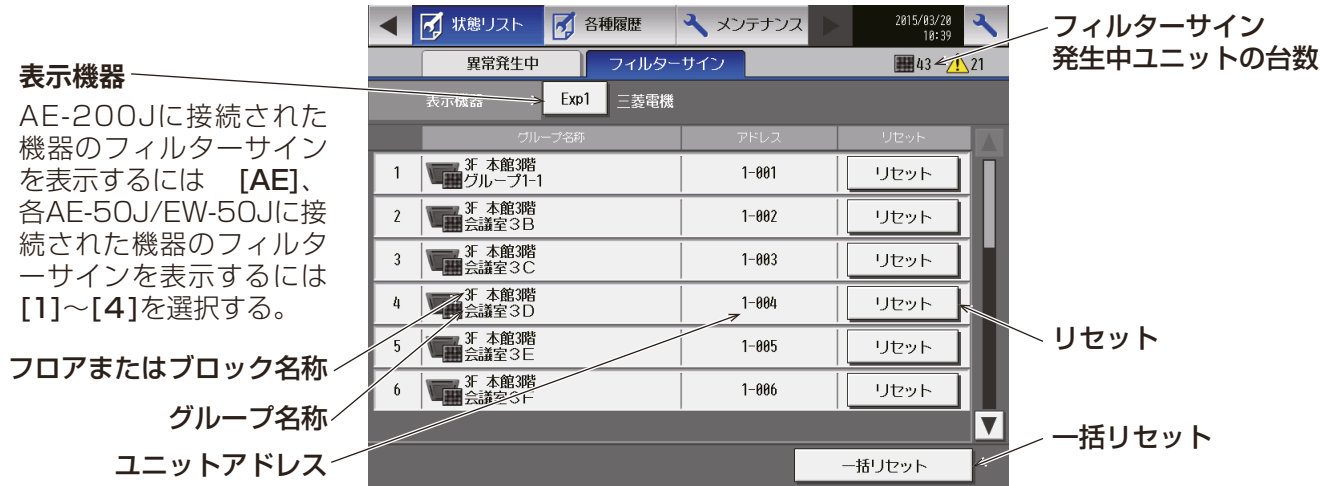 表示機器
AE-200Jに接続された
機器のフィルターサイン
を表示するには　[AE]、
各AE-50J/EW-50Jに接
続された機器のフィルタ
ーサインを表示するには
[1]～[4]を選択する。
フロアまたはブロック名称
グループ名称
ユニットアドレス
状態リスト 各種履歴 メンテナンス 2015/03/20
10:39
異常発生中 フィルターサイン 43 21
表示機器 Exp1 三菱電機
グループ名称 アドレス リセット
1 3F 本館3階
グループ1-1 1-001 リセット
2 3F 本館3階
会議室3B 1-002 リセット
3 3F 本館3階
会議室3C 1-003 リセット
4 3F 本館3階
会議室3D 1-004 リセット
5 3F 本館3階
会議室3E 1-005 リセット
6 3F 本館3階
会議室3F 1-006 リセット
一括リセット
フィルターサイン
発生中ユニットの台数
リセット
一括リセット